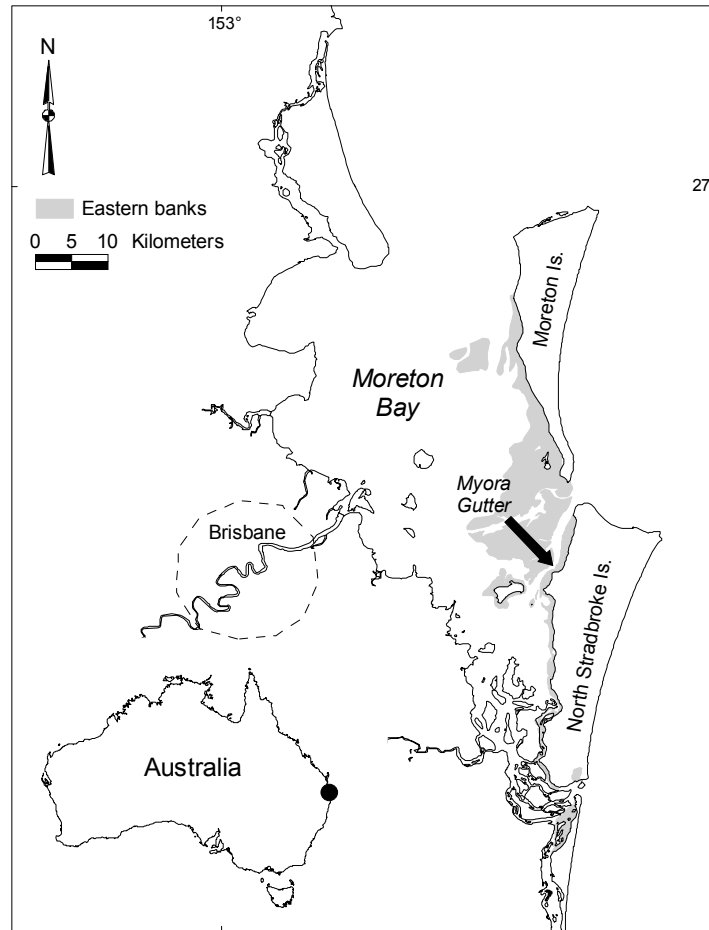 153°
N
27
Eastern banks
0 5 10 Kilometers
Moreton Is.
Moreton
Bay
Myora
Gutter
Brisbane
North Stradbroke Is.
Australia